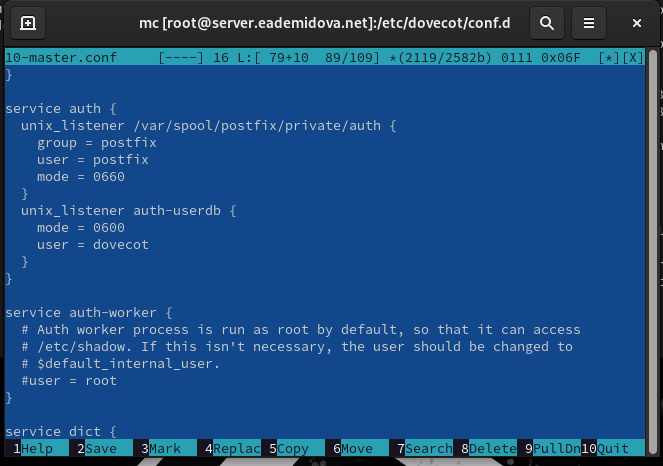 mc [root@server.eademidova.net]:/etc/dovecot/conf.d
10-master.conf      [----] 16 L:[ 79+10  89/109] *(2119/2582b) 0111 0x06F  [*][X]
}
service auth {
  unix_listener /var/spool/postfix/private/auth {
    group = postfix
    user = postfix
    mode = 0660
  }
  unix_listener auth-userdb {
    mode = 0600
    user = dovecot
  }
}
service auth-worker {
  # Auth worker process is run as root by default, so that it can access
  # /etc/shadow. If this isn't necessary, the user should be changed to
  # $default_internal_user.
  #user = root
}
service dict {
1Help  2Save  3Mark  4Replac 5Copy  6Move  7Search 8Delete 9PullDn10Quit